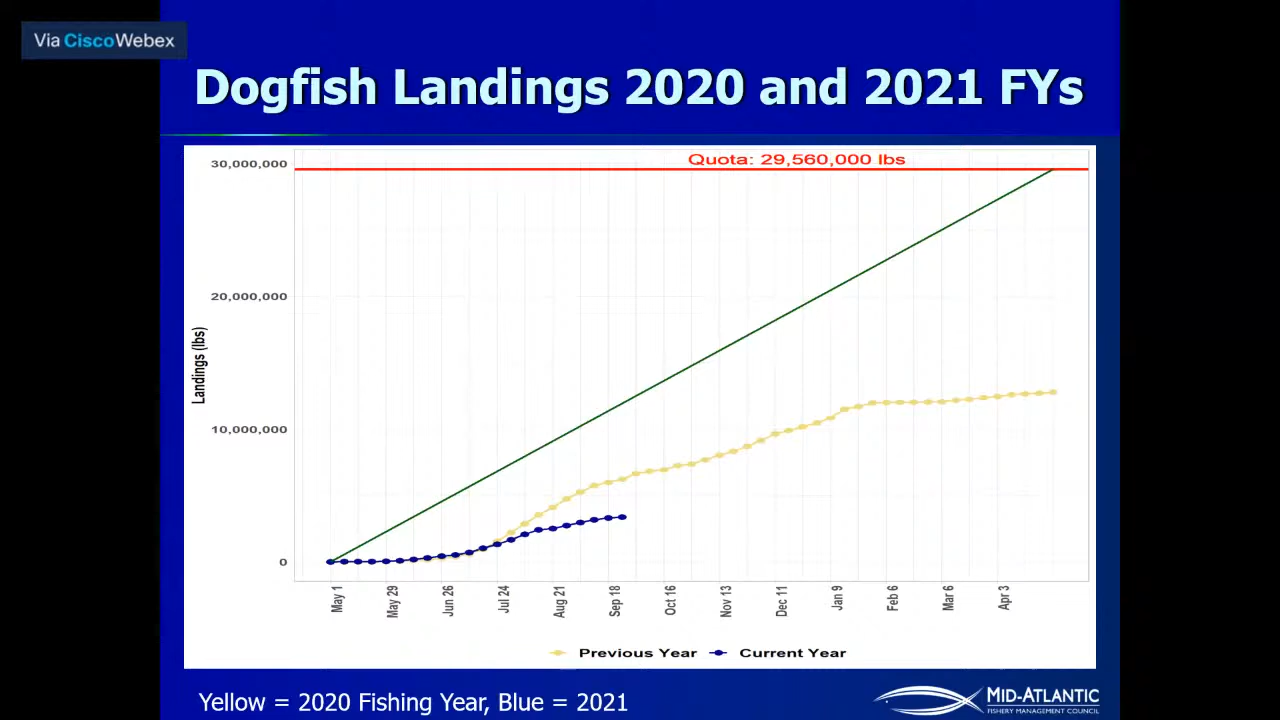 Via CiscoWebex
Dogfish Landings 2020 and 2021 FYs
Quota: 29,560,000 lbs
30,000,000
20,000,000
10,000,000
0
Landings (lbs)
May 1
May 29
Jun 26
Jul 24
Aug 21
Sep 18
Oct 16
Nov 13
Dec 11
Jan 9
Feb 6
Mar 6
Apr 3
Previous Year
Current Year
Yellow = 2020 Fishing Year, Blue = 2021
MID-ATLANTIC
FISHERY MANAGEMENT COUNCIL